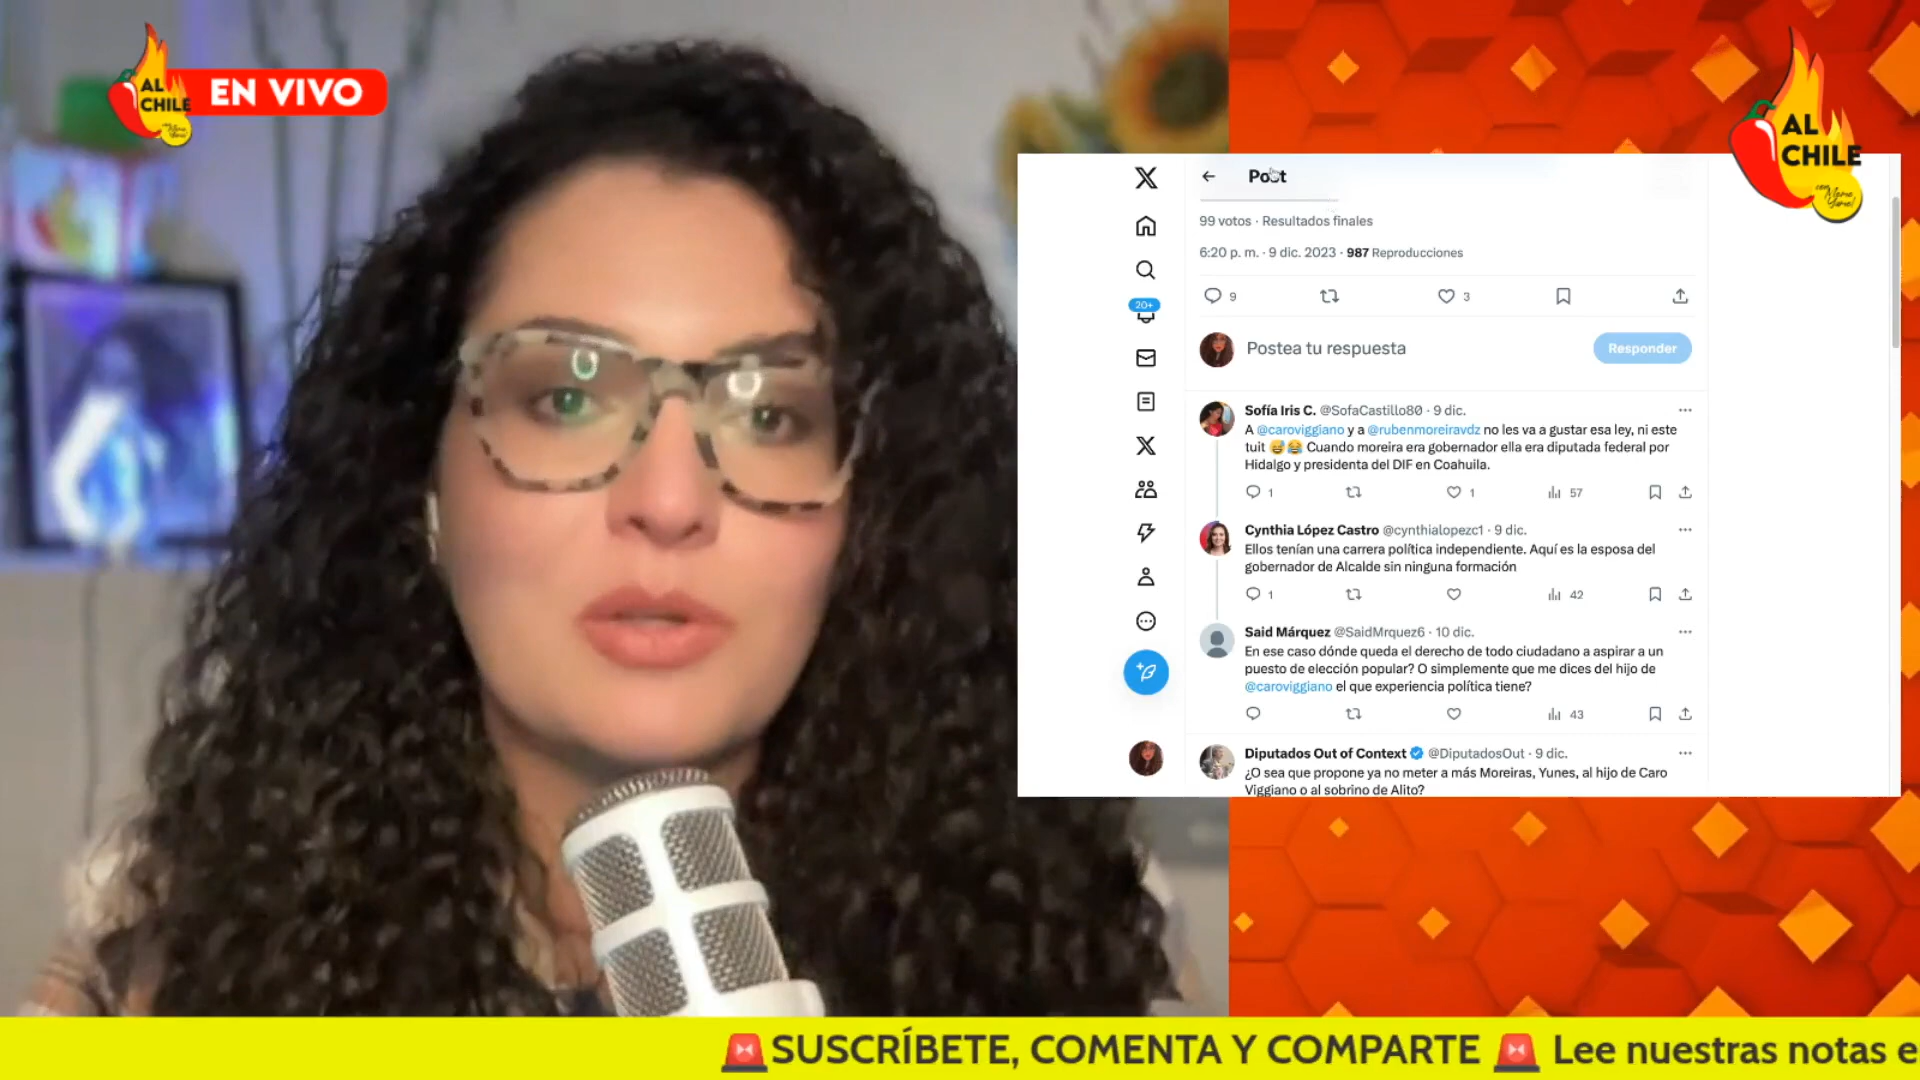 AL
CHILE
EN VIVO
AL
CHILE
Post
99 votos · Resultados finales
6:20 p. m. · 9 dic. 2023 · 987 Reproducciones
9
3
20+
Postea tu respuesta
Responder
Sofía Iris C. @SofaCastillo80 · 9 dic.
A @caroviggiano y a @rubenmoreiravdz no les va a gustar esa ley, ni este
tuit 😅😂 Cuando moreira era gobernador ella era diputada federal por
Hidalgo y presidenta del DIF en Coahuila.
1
1
57
Cynthia López Castro @cynthialopezc1 · 9 dic.
Ellos tenían una carrera política independiente. Aquí es la esposa del
gobernador de Alcalde sin ninguna formación
1
42
Said Márquez @SaidMrquez6 · 10 dic.
En ese caso dónde queda el derecho de todo ciudadano a aspirar a un
puesto de elección popular? O simplemente que me dices del hijo de
@caroviggiano el que experiencia política tiene?
43
Diputados Out of Context @DiputadosOut · 9 dic.
¿O sea que propone ya no meter a más Moreiras, Yunes, al hijo de Caro
Viggiano o al sobrino de Alito?
🚨SUSCRÍBETE, COMENTA Y COMPARTE 🚨 Lee nuestras notas e